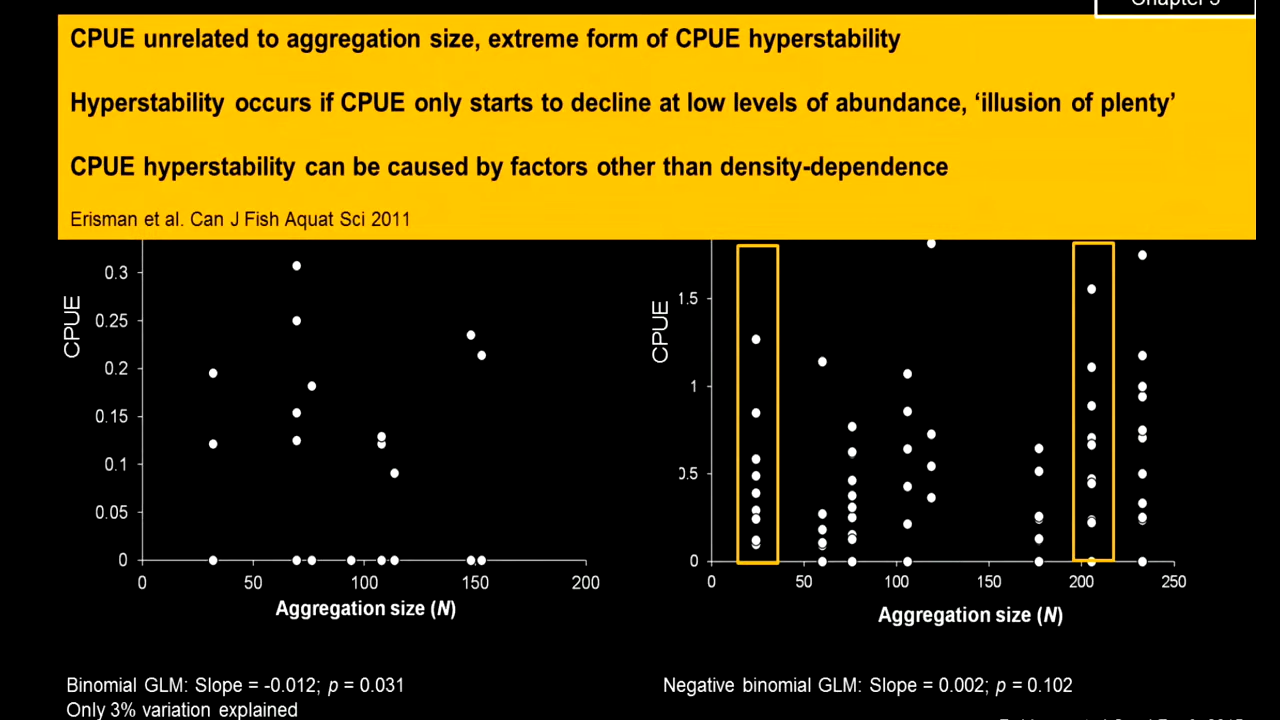 Chapter 5
CPUE unrelated to aggregation size, extreme form of CPUE hyperstability
Hyperstability occurs if CPUE only starts to decline at low levels of abundance, ‘illusion of plenty’
CPUE hyperstability can be caused by factors other than density-dependence
Erisman et al. Can J Fish Aquat Sci 2011
CPUE
0.3
0.25
0.2
0.15
0.1
0.05
0
0 50 100 150 200
Aggregation size (N)
CPUE
1.5
1
0.5
0
0 50 100 150 200 250
Aggregation size (N)
Binomial GLM: Slope = -0.012; p = 0.031
Only 3% variation explained
Negative binomial GLM: Slope = 0.002; p = 0.102